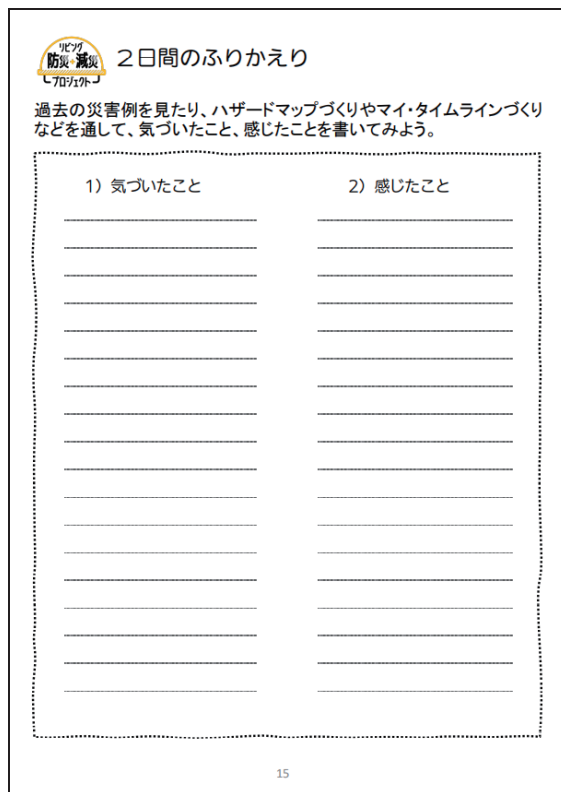 リビング
防災+減災
プロジェクト
２日間のふりかえり
過去の災害例を見たり、ハザードマップづくりやマイ・タイムラインづくり
などを通して、気づいたこと、感じたことを書いてみよう。
1）気づいたこと
2）感じたこと
15